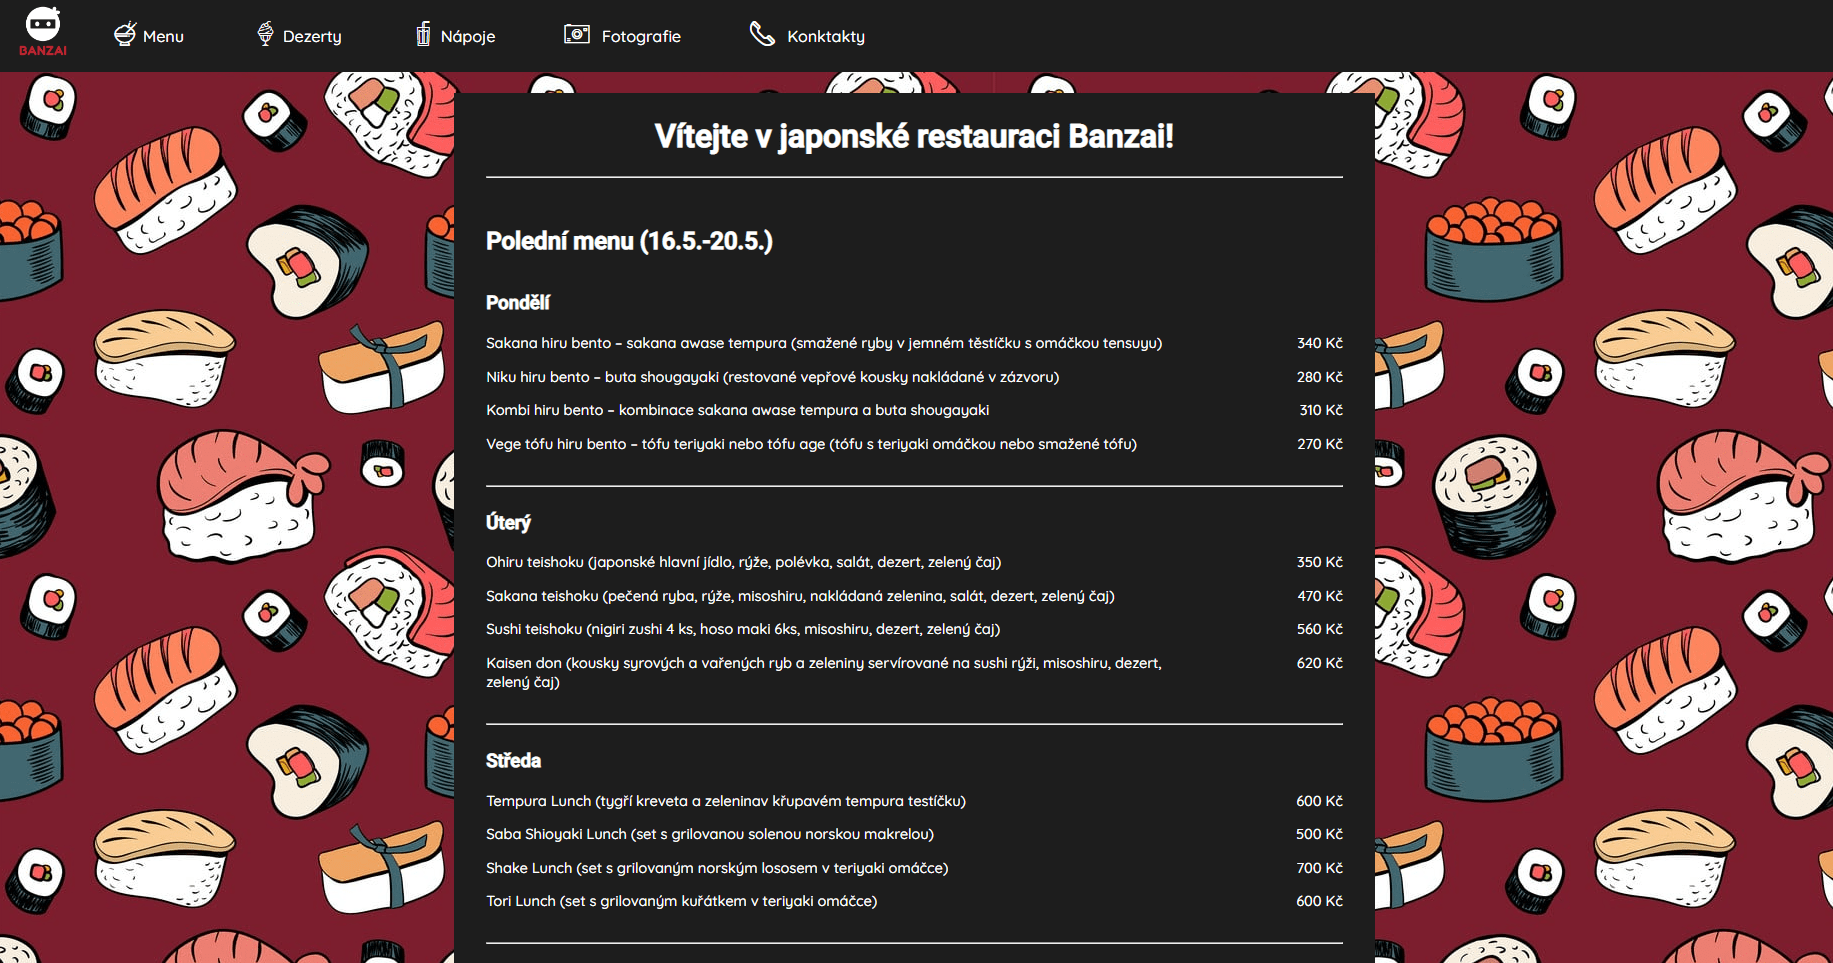 BANZAI
Menu
Dezerty
Nápoje
Fotografie
Konktakty
Vítejte v japonské restauraci Banzai!
Polední menu (16.5.-20.5.)
Pondělí
Sakana hiru bento – sakana awase tempura (smažené ryby v jemném těstíčku s omáčkou tensuyu) 340 Kč
Niku hiru bento – buta shougayaki (restované vepřové kousky nakládané v zázvoru) 280 Kč
Kombi hiru bento – kombinace sakana awase tempura a buta shougayaki 310 Kč
Vege tófu hiru bento – tófu teriyaki nebo tófu age (tófu s teriyaki omáčkou nebo smažené tófu) 270 Kč
Úterý
Ohiru teishoku (japonské hlavní jídlo, rýže, polévka, salát, dezert, zelený čaj) 350 Kč
Sakana teishoku (pečená ryba, rýže, misoshiru, nakládaná zelenina, salát, dezert, zelený čaj) 470 Kč
Sushi teishoku (nigiri zushi 4 ks, hoso maki 6ks, misoshiru, dezert, zelený čaj) 560 Kč
Kaisen don (kousky syrových a vařených ryb a zeleniny servírované na sushi rýži, misoshiru, dezert, 620 Kč
zelený čaj)
Středa
Tempura Lunch (tygří kreveta a zeleninav křupavém tempura testíčku) 600 Kč
Saba Shioyaki Lunch (set s grilovanou solenou norskou makrelou) 500 Kč
Shake Lunch (set s grilovaným norským lososem v teriyaki omáčce) 700 Kč
Tori Lunch (set s grilovaným kuřátkem v teriyaki omáčce) 600 Kč